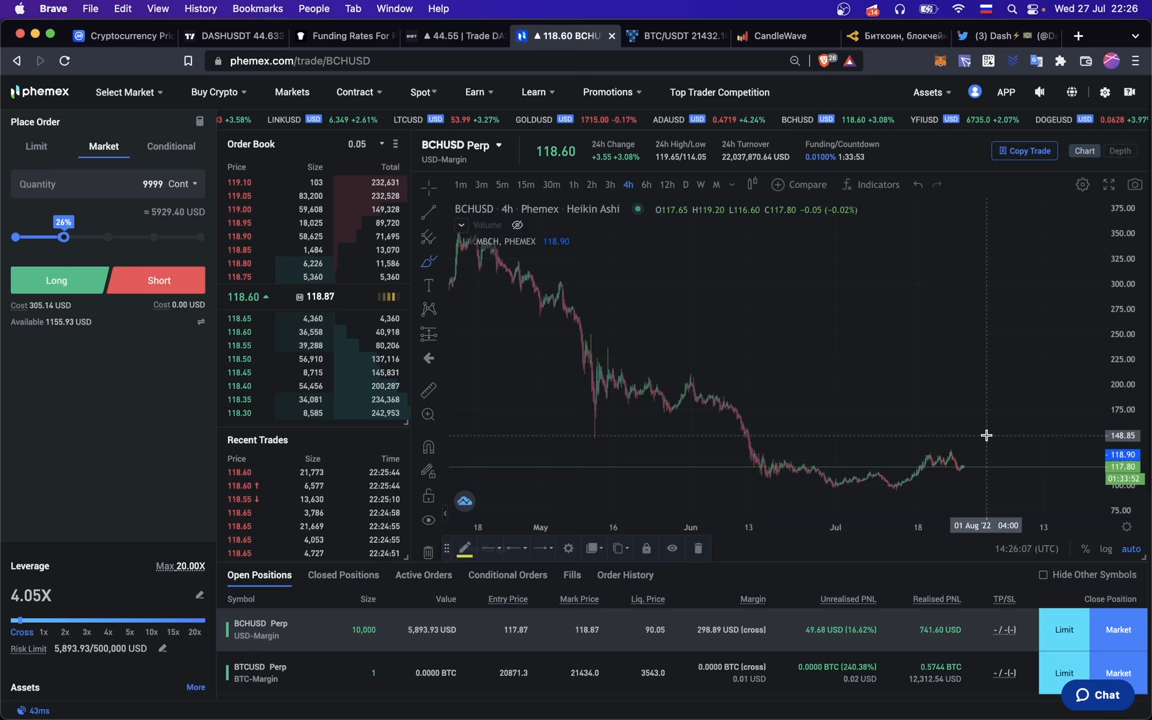 Brave File Edit View History Bookmarks People Tab Window Help Wed 27 Jul 22:26
Cryptocurrency Pri DASHUSDT 44.63 Funding Rates For ▲ 44.55 | Trade DA ▲ 118.60 BCHU BTC/USDT 21432.1 CandleWave Биткоин, блокчей (3) Dash
phemex.com/trade/BCHUSD 26
phemex Select Market Buy Crypto Markets Contract Spot Earn Learn Promotions Top Trader Competition Assets APP
Place Order
Limit Market Conditional
Quantity 9999 Cont
≈ 5929.40 USD
26%
Long Short
Cost 305.14 USD Cost 0.00 USD
Available 1155.93 USD
Leverage Max 20.00X
4.05X
Cross 1x 2x 3x 4x 5x 10x 15x 20x
Risk Limit 5,893.93/500,000 USD
Assets More
43ms
+3.58% LINKUSD USD 6.349 +2.61% LTCUSD USD 53.99 +3.27% GOLDUSD USD 1715.00 -0.17% ADAUSD USD 0.4719 +4.24% BCHUSD USD 118.60 +3.08% YFIUSD USD 6735.0 +2.07% DOGEUSD USD 0.0628
Order Book 0.05
Price Size Total
119.10 103 232,631
119.05 83,200 232,528
119.00 59,608 149,328
118.95 18,025 89,720
118.90 58,625 71,695
118.85 1,484 13,070
118.80 6,226 11,586
118.75 5,360 5,360
118.60 118.87
118.65 4,360 4,360
118.60 36,558 40,918
118.55 39,288 80,206
118.50 56,910 137,116
118.45 8,715 145,831
118.40 54,456 200,287
118.35 34,081 234,368
118.30 8,585 242,953
Recent Trades
Price Size Time
118.60 21,773 22:25:44
118.60 ↑ 6,577 22:25:44
118.55 ↓ 13,630 22:25:10
118.65 3,786 22:24:58
118.65 21,669 22:24:55
118.65 4,053 22:24:55
118.65 4,727 22:24:51
BCHUSD Perp
USD-Margin
118.60
24h Change
+3.55 +3.08%
24h High/Low
119.65/114.05
24h Turnover
22,037,870.64 USD
Funding/Countdown
0.0100% 1:33:53
Copy Trade Chart Depth
1m 3m 5m 15m 30m 1h 2h 3h 4h 6h 12h D W M Compare Indicators
BCHUSD · 4h · Phemex · Heikin Ashi O117.65 H119.20 L116.60 C117.80 -0.05 (-0.02%)
Volume
MBCH, PHEMEX 118.90
375.00
350.00
325.00
300.00
275.00
250.00
225.00
200.00
175.00
148.85
118.90
117.80
01:33:52
100.00
75.00
18 May 16 Jun 13 Jul 18 01 Aug '22 04:00 13
14:26:07 (UTC) % log auto
Open Positions Closed Positions Active Orders Conditional Orders Fills Order History Hide Other Symbols
Symbol Size Value Entry Price Mark Price Liq. Price Margin Unrealised PNL Realised PNL TP/SL Close Position
BCHUSD Perp
USD-Margin
10,000 5,893.93 USD 117.87 118.87 90.05 298.89 USD (cross) 49.68 USD (16.62%) 741.60 USD - / -(-) Limit Market
BTCUSD Perp
BTC-Margin
1 0.0000 BTC 20871.3 21434.0 3543.0 0.0000 BTC (cross)
0.01 USD
0.0000 BTC (240.38%)
0.02 USD
0.5744 BTC
12,312.54 USD
- / -(-) Limit Market
Chat